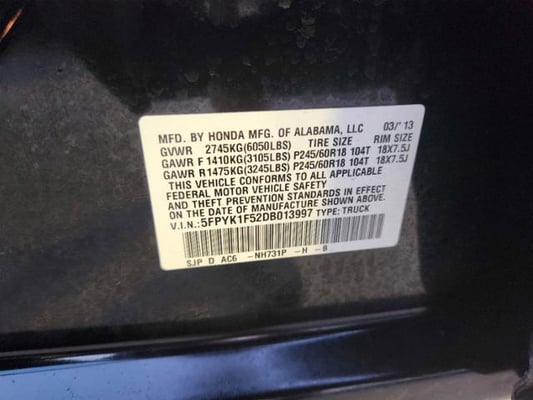 MFD. BY HONDA MFG. OF ALABAMA, LLC 03/'13
GVWR 2745KG(6050LBS) TIRE SIZE RIM SIZE
GAWR F 1410KG(3105LBS) P245/60R18 104T 18X7.5J
GAWR R 1475KG(3245LBS) P245/60R18 104T 18X7.5J
THIS VEHICLE CONFORMS TO ALL APPLICABLE
FEDERAL MOTOR VEHICLE SAFETY
AND THEFT PREVENTION STANDARDS IN EFFECT
ON THE DATE OF MANUFACTURE SHOWN ABOVE.
V.I.N.: 5FPYK1F52DB013997 TYPE: TRUCK
SJP D AC6 -NH731P -H -B